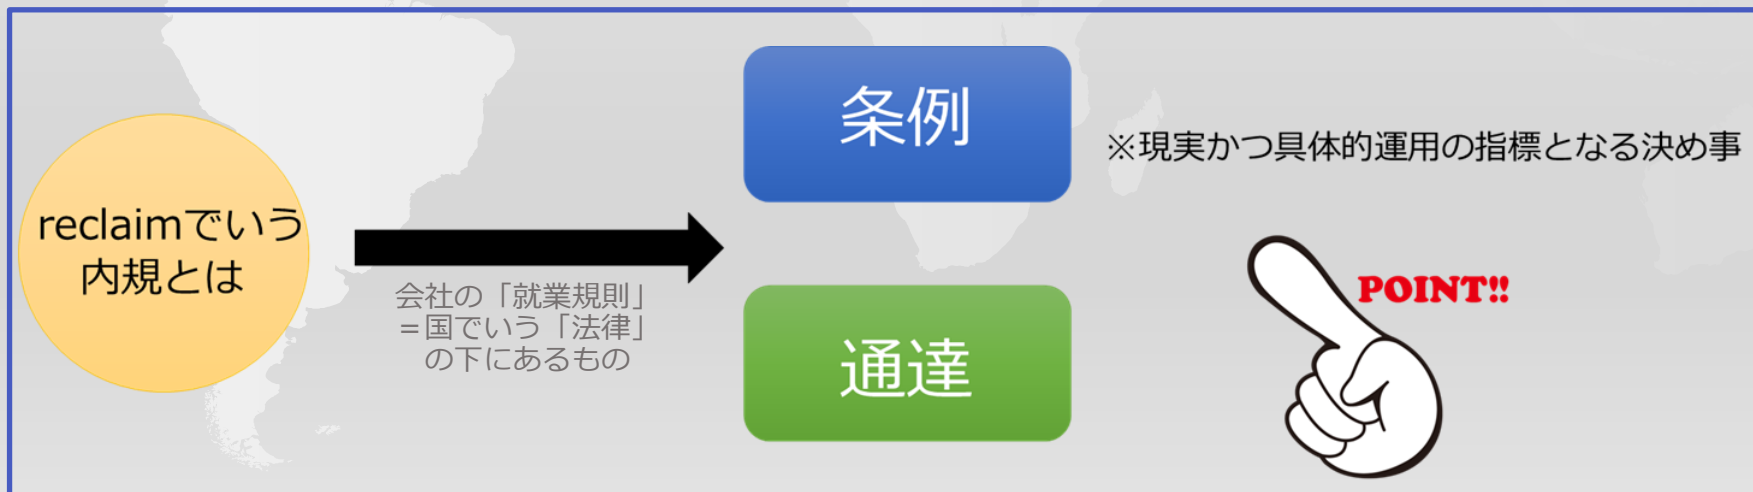 reclaimでいう
内規とは
会社の「就業規則」
＝国でいう「法律」
の下にあるもの
条例
※現実かつ具体的運用の指標となる決め事
通達
POINT!!